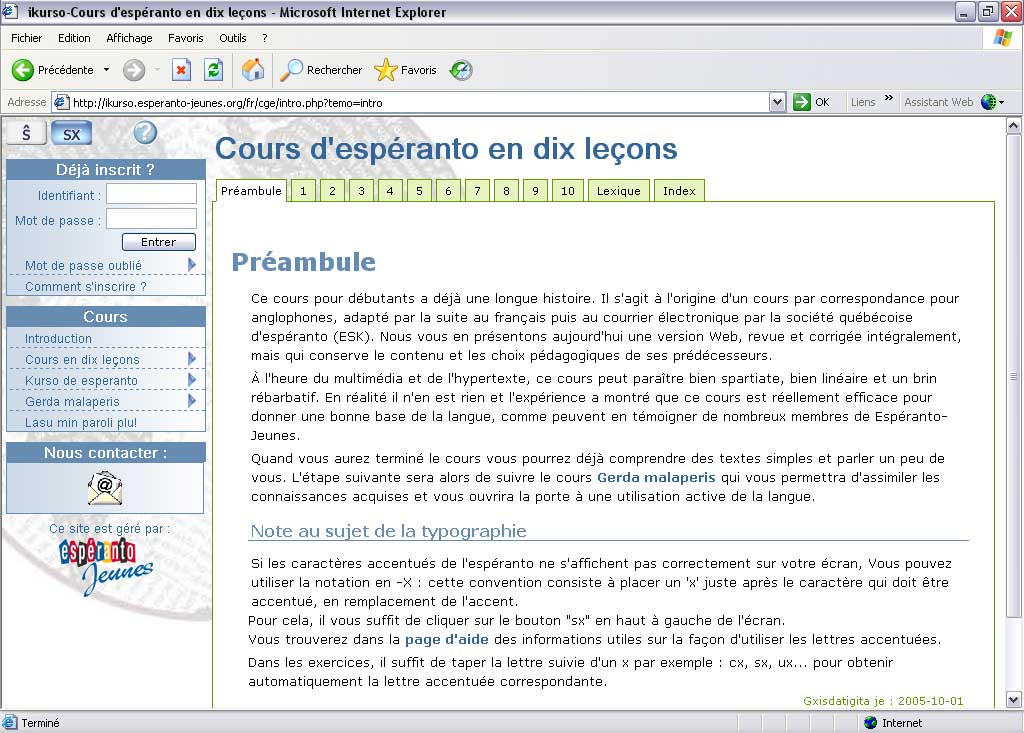 ikurso-Cours d'espéranto en dix leçons - Microsoft Internet Explorer
Fichier Edition Affichage Favoris Outils ?
Précédente Rechercher Favoris
Adresse http://ikurso.esperanto-jeunes.org/fr/cge/intro.php?temo=intro OK Liens » Assistant Web
Ŝ SX ?
Déjà inscrit ?
Identifiant :
Mot de passe :
Entrer
Mot de passe oublié
Comment s'inscrire ?
Cours
Introduction
Cours en dix leçons
Kurso de esperanto
Gerda malaperis
Lasu min paroli plu!
Nous contacter :
@
Ce site est géré par :
espéranto
Jeunes
Cours d'espéranto en dix leçons
Préambule 1 2 3 4 5 6 7 8 9 10 Lexique Index
Préambule
Ce cours pour débutants a déjà une longue histoire. Il s'agit à l'origine d'un cours par correspondance pour
anglophones, adapté par la suite au français puis au courrier électronique par la société québécoise
d'espéranto (ESK). Nous vous en présentons aujourd'hui une version Web, revue et corrigée intégralement,
mais qui conserve le contenu et les choix pédagogiques de ses prédécesseurs.
À l'heure du multimédia et de l'hypertexte, ce cours peut paraître bien spartiate, bien linéaire et un brin
rébarbatif. En réalité il n'en est rien et l'expérience a montré que ce cours est réellement efficace pour
donner une bonne base de la langue, comme peuvent en témoigner de nombreux membres de Espéranto-
Jeunes.
Quand vous aurez terminé le cours vous pourrez déjà comprendre des textes simples et parler un peu de
vous. L'étape suivante sera alors de suivre le cours Gerda malaperis qui vous permettra d'assimiler les
connaissances acquises et vous ouvrira la porte à une utilisation active de la langue.
Note au sujet de la typographie
Si les caractères accentués de l'espéranto ne s'affichent pas correctement sur votre écran, Vous pouvez
utiliser la notation en -X : cette convention consiste à placer un 'x' juste après le caractère qui doit être
accentué, en remplacement de l'accent.
Pour cela, il vous suffit de cliquer sur le bouton "sx" en haut à gauche de l'écran.
Vous trouverez dans la page d'aide des informations utiles sur la façon d'utiliser les lettres accentuées.
Dans les exercices, il suffit de taper la lettre suivie d'un x par exemple : cx, sx, ux... pour obtenir
automatiquement la lettre accentuée correspondante.
Gxisdatigita je : 2005-10-01
Terminé Internet